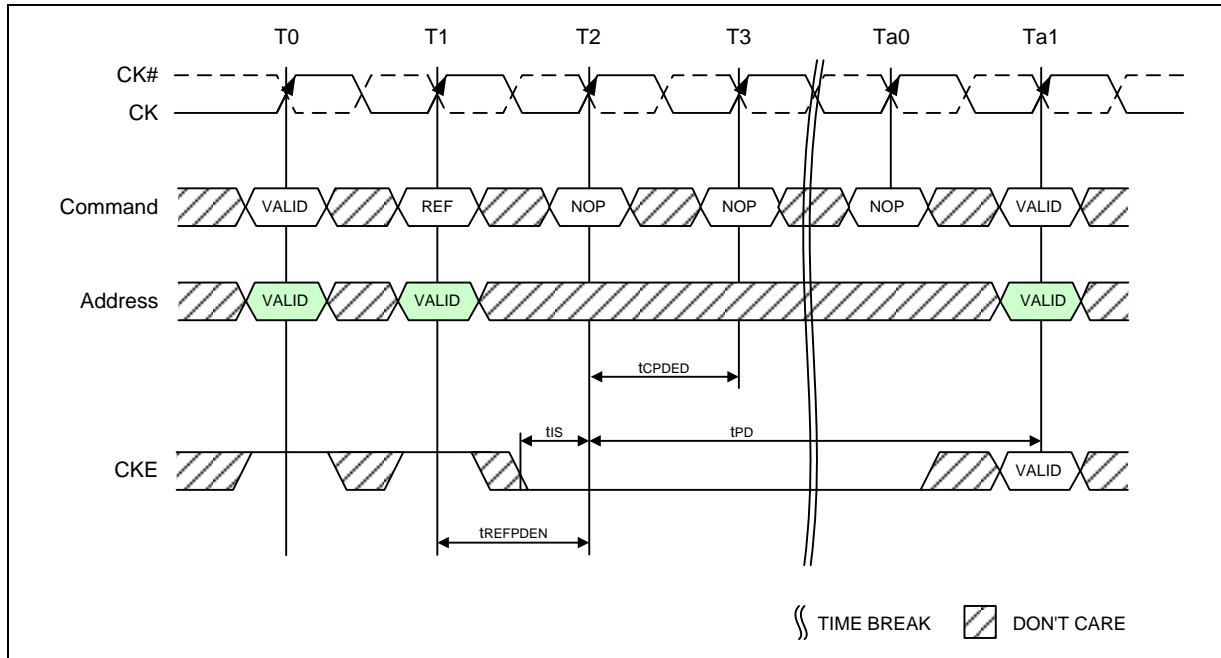 T0 T1 T2 T3 Ta0 Ta1
CK#
CK
Command VALID REF NOP NOP NOP VALID
Address VALID VALID VALID
tCPDED
tIS tPD
CKE VALID
tREFPDEN
TIME BREAK DON'T CARE